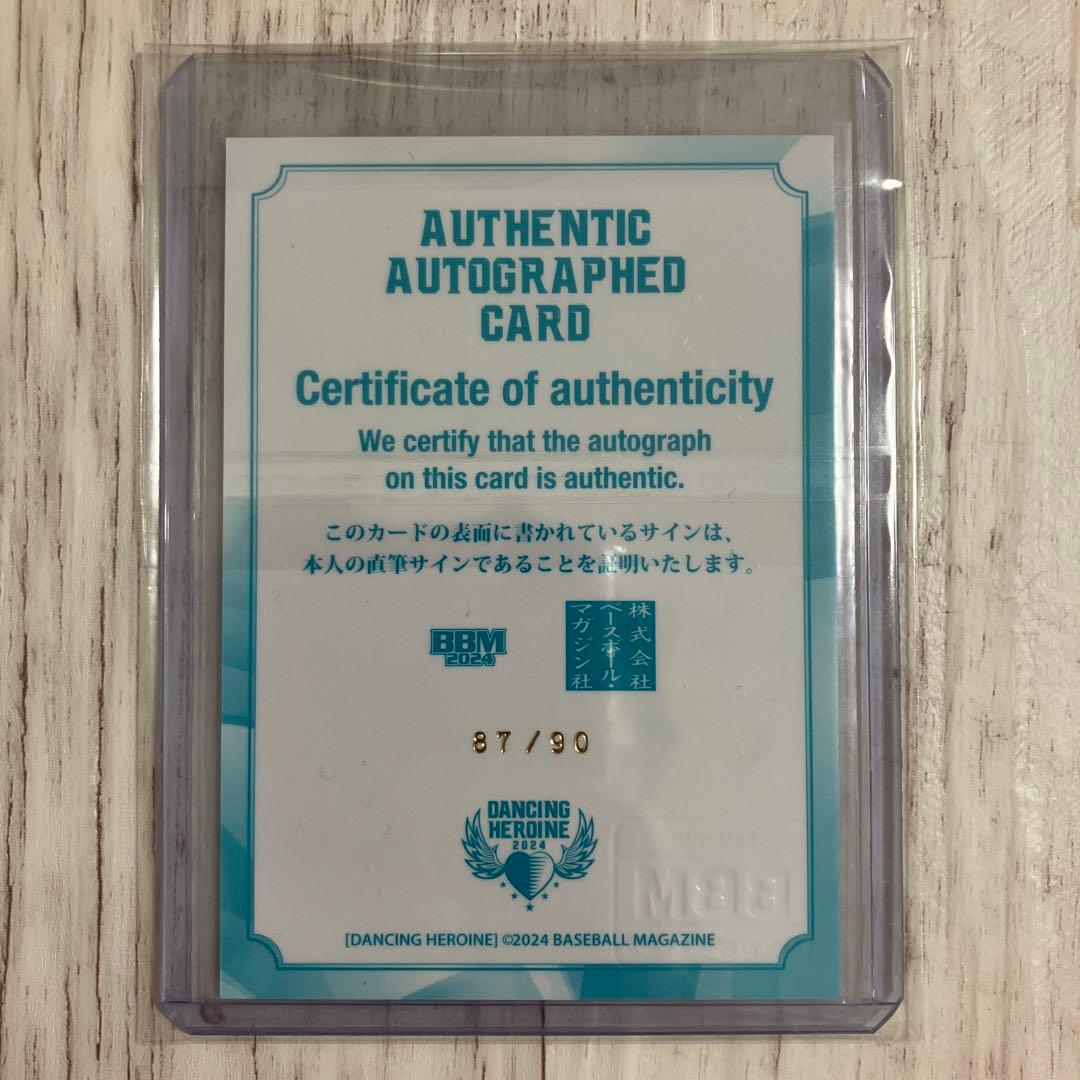 AUTHENTIC
AUTOGRAPHED
CARD
Certificate of authenticity
We certify that the autograph
on this card is authentic.
このカードの表面に書かれているサインは、
本人の直筆サインであることを証明いたします。
BBM
2024
株式会社
ベースボール・
マガジン社
87/90
DANCING
HEROINE
2024
BBM
[DANCING HEROINE] ©2024 BASEBALL MAGAZINE